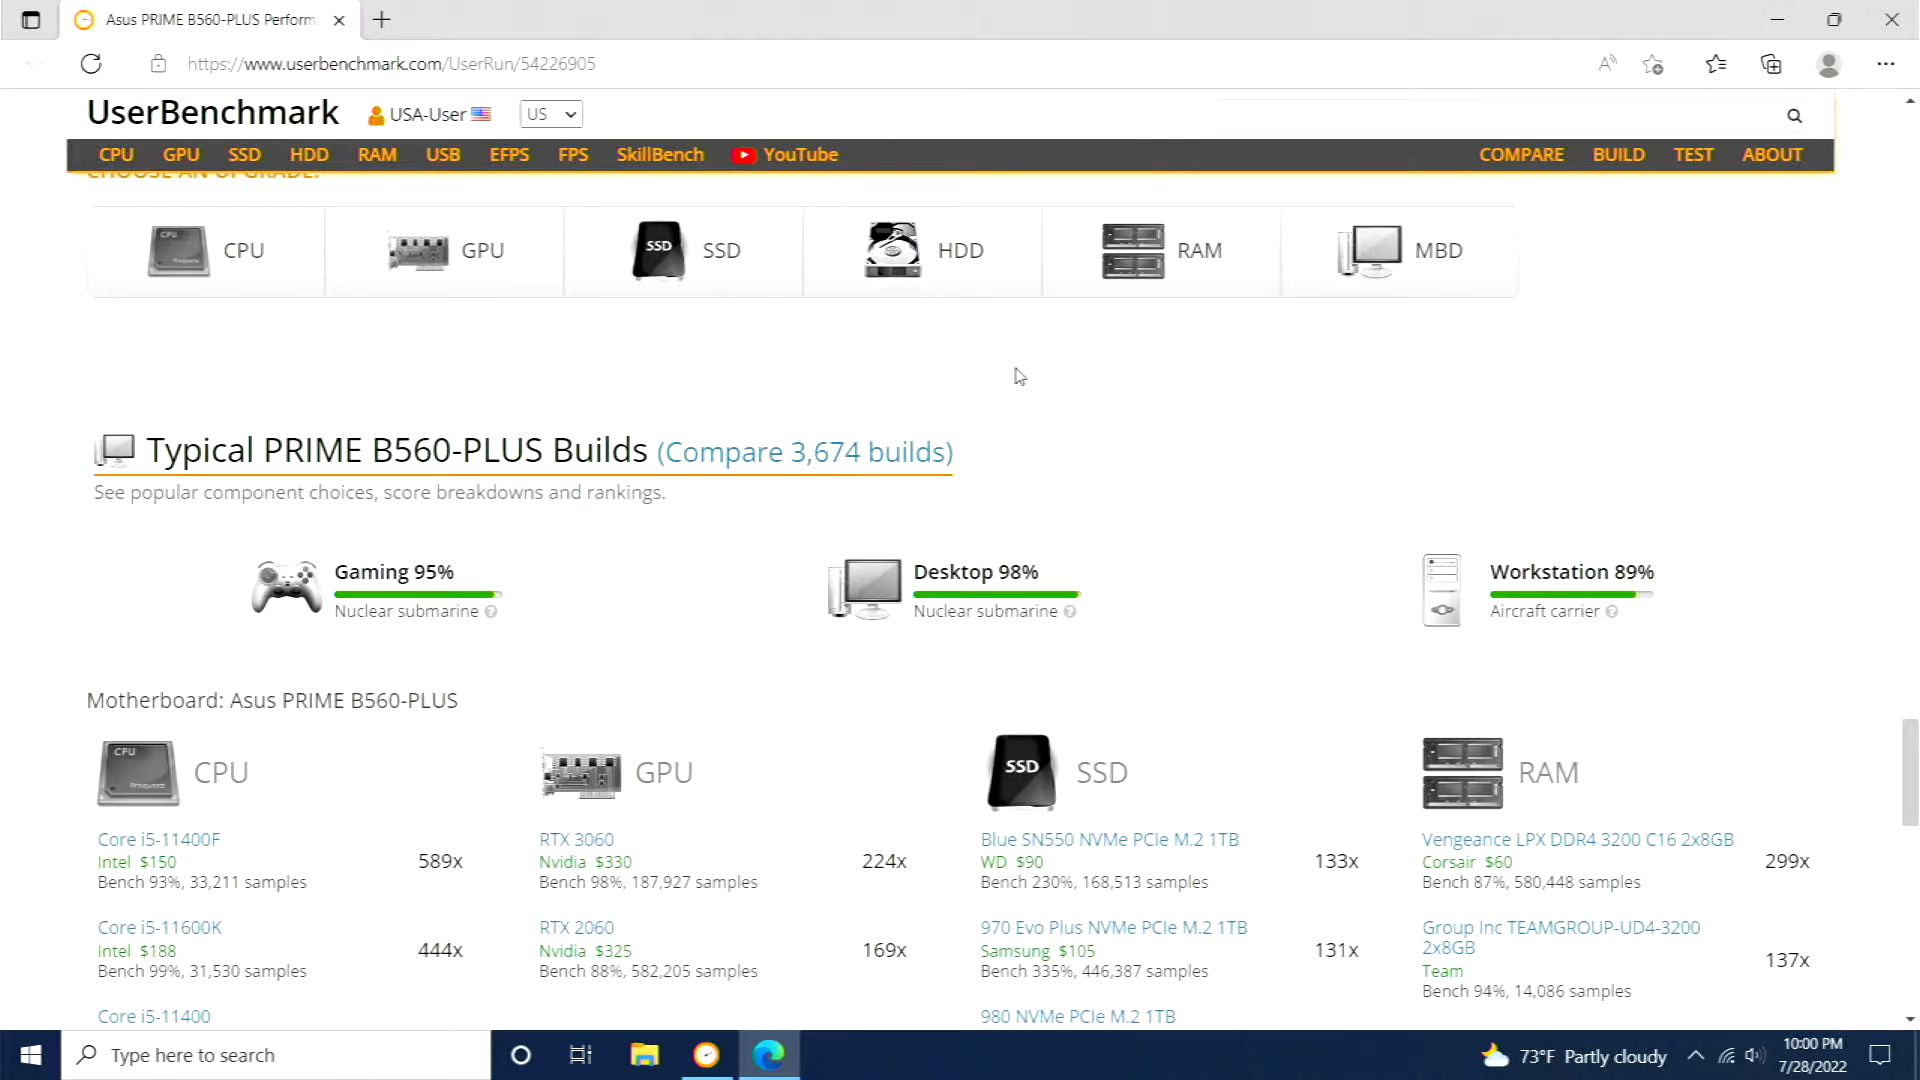 Asus PRIME B560-PLUS Perform
https://www.userbenchmark.com/UserRun/54226905
UserBenchmark USA-User US
CPU GPU SSD HDD RAM USB EFPS FPS SkillBench YouTube COMPARE BUILD TEST ABOUT
CHOOSE AN UPGRADE:
CPU GPU SSD SSD HDD RAM MBD
Typical PRIME B560-PLUS Builds (Compare 3,674 builds)
See popular component choices, score breakdowns and rankings.
Gaming 95% Desktop 98% Workstation 89%
Nuclear submarine Nuclear submarine Aircraft carrier
Motherboard: Asus PRIME B560-PLUS
CPU CPU GPU SSD SSD RAM
Core i5-11400F RTX 3060 Blue SN550 NVMe PCIe M.2 1TB Vengeance LPX DDR4 3200 C16 2x8GB
Intel $150 589x Nvidia $330 224x WD $90 133x Corsair $60 299x
Bench 93%, 33,211 samples Bench 98%, 187,927 samples Bench 230%, 168,513 samples Bench 87%, 580,448 samples
Core i5-11600K RTX 2060 970 Evo Plus NVMe PCIe M.2 1TB Group Inc TEAMGROUP-UD4-3200
2x8GB
Intel $188 444x Nvidia $325 169x Samsung $105 131x Team 137x
Bench 99%, 31,530 samples Bench 88%, 582,205 samples Bench 335%, 446,387 samples Bench 94%, 14,086 samples
Core i5-11400 980 NVMe PCIe M.2 1TB
Type here to search 73°F Partly cloudy 10:00 PM
7/28/2022